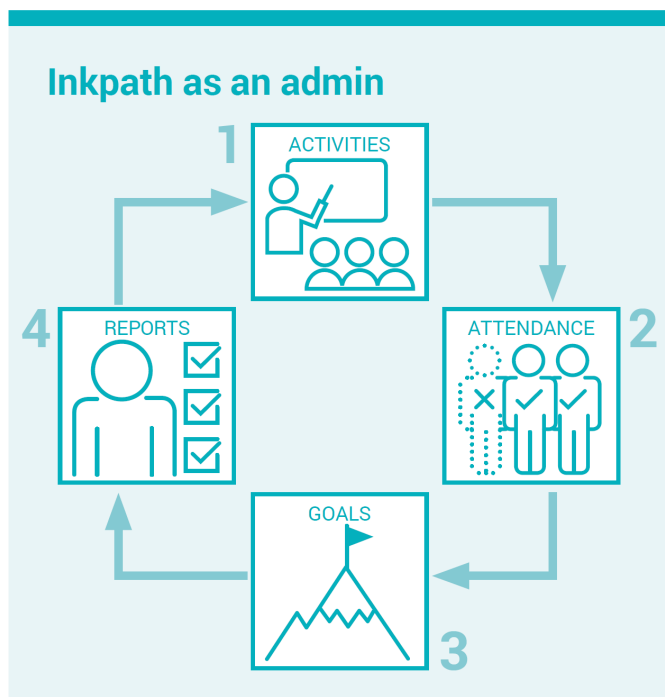 Inkpath as an admin
1
ACTIVITIES
4
REPORTS
ATTENDANCE
2
GOALS
3